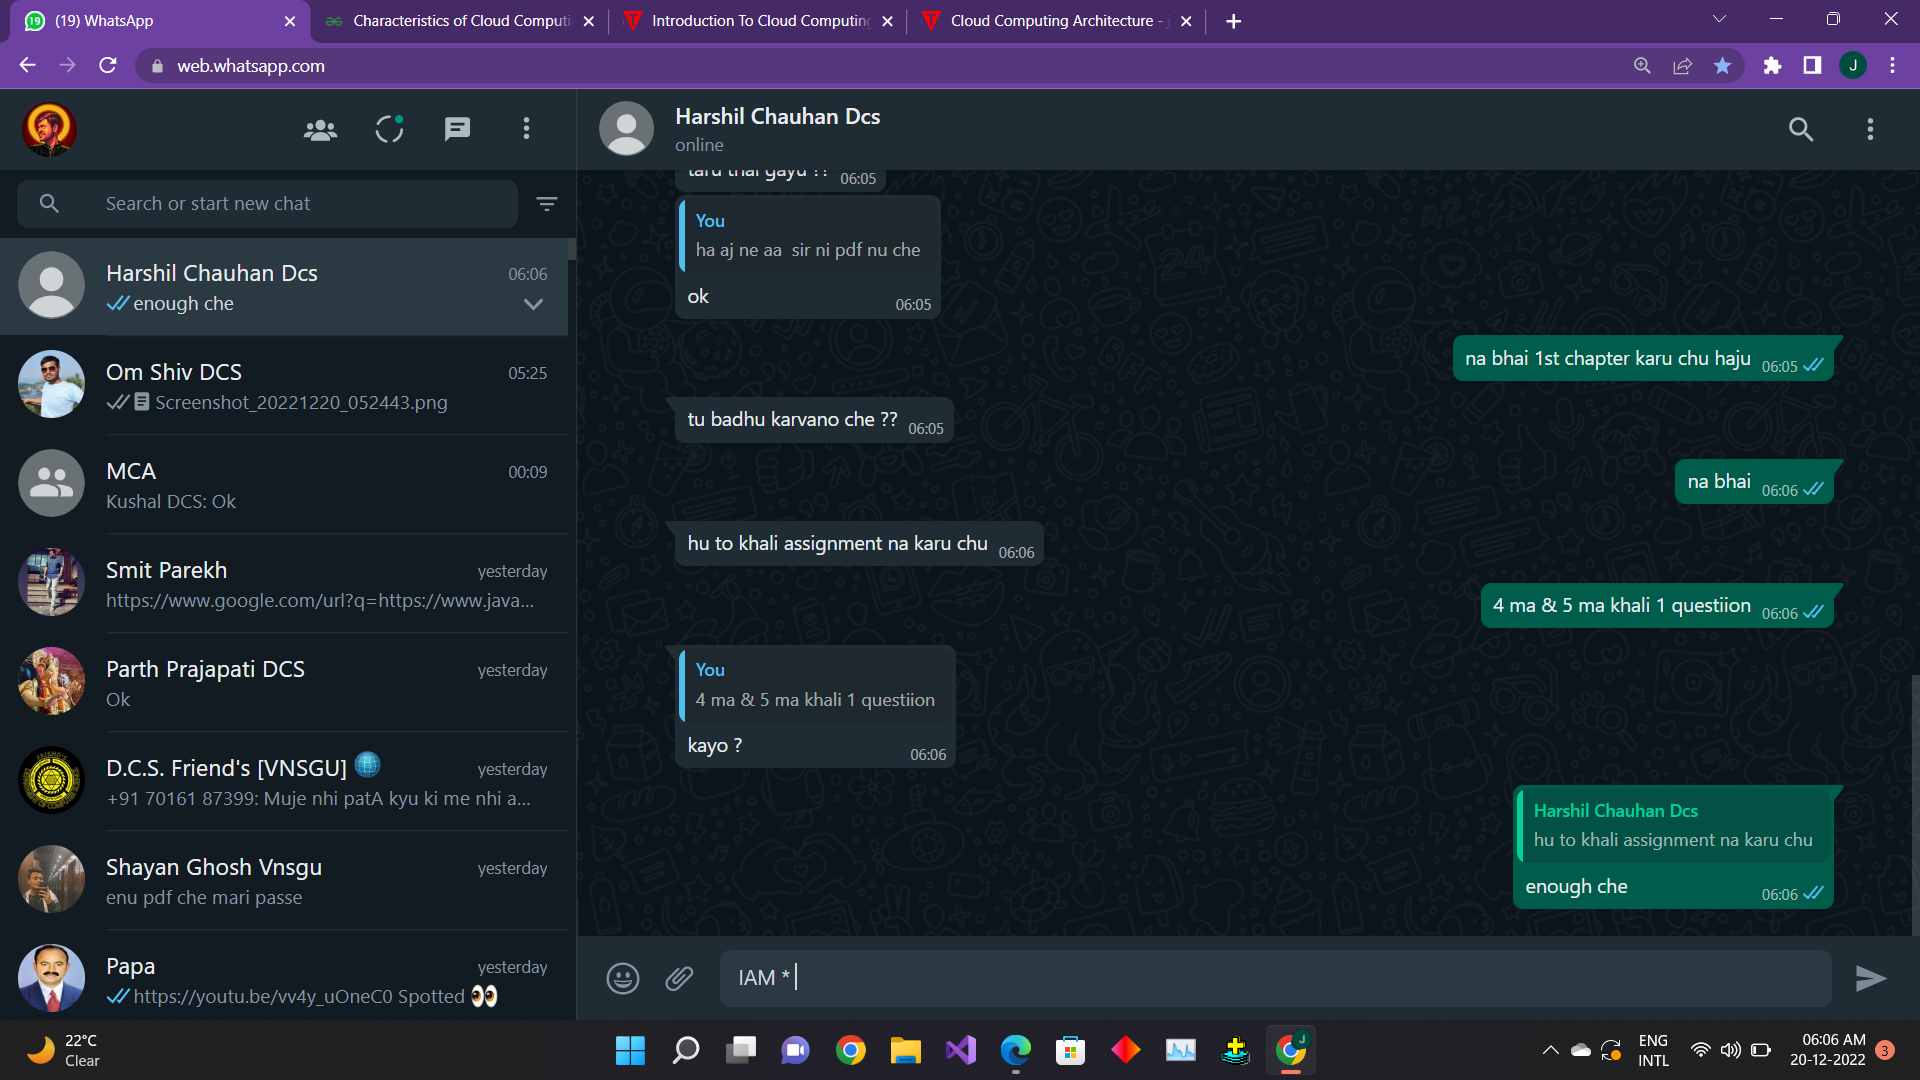 (19) WhatsApp
Characteristics of Cloud Computi
Introduction To Cloud Computing
Cloud Computing Architecture - j
web.whatsapp.com
J
Search or start new chat
Harshil Chauhan Dcs
06:06
enough che
Om Shiv DCS
05:25
Screenshot_20221220_052443.png
MCA
00:09
Kushal DCS: Ok
Smit Parekh
yesterday
https://www.google.com/url?q=https://www.java...
Parth Prajapati DCS
yesterday
Ok
D.C.S. Friend's [VNSGU]
yesterday
+91 70161 87399: Muje nhi patA kyu ki me nhi a...
Shayan Ghosh Vnsgu
yesterday
enu pdf che mari passe
Papa
yesterday
https://youtu.be/vv4y_uOneC0 Spotted 👀
Harshil Chauhan Dcs
online
taru thai gayu ?? 06:05
You
ha aj ne aa  sir ni pdf nu che
ok 06:05
na bhai 1st chapter karu chu haju 06:05
tu badhu karvano che ?? 06:05
na bhai 06:06
hu to khali assignment na karu chu 06:06
4 ma & 5 ma khali 1 questiion 06:06
You
4 ma & 5 ma khali 1 questiion
kayo ? 06:06
Harshil Chauhan Dcs
hu to khali assignment na karu chu
enough che 06:06
IAM *
22°C
Clear
ENG
INTL
06:06 AM
20-12-2022
3